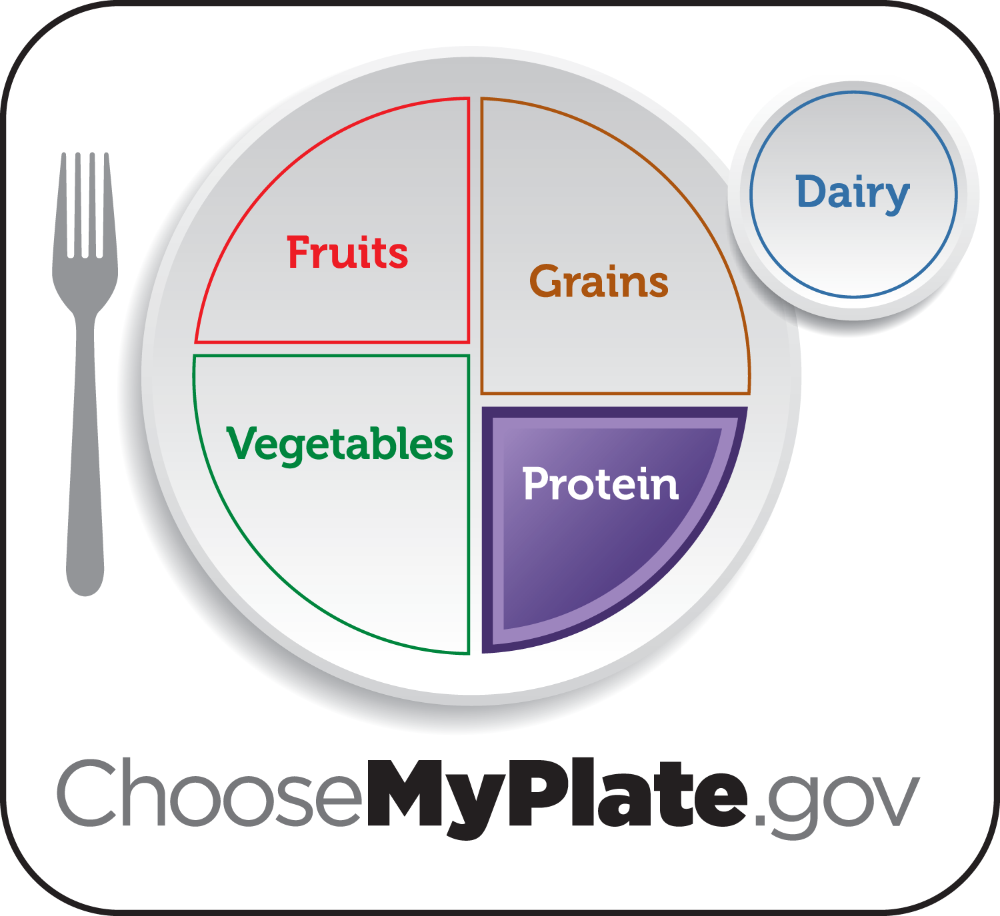 Dairy
Fruits
Grains
Vegetables
Protein
ChooseMyPlate.gov